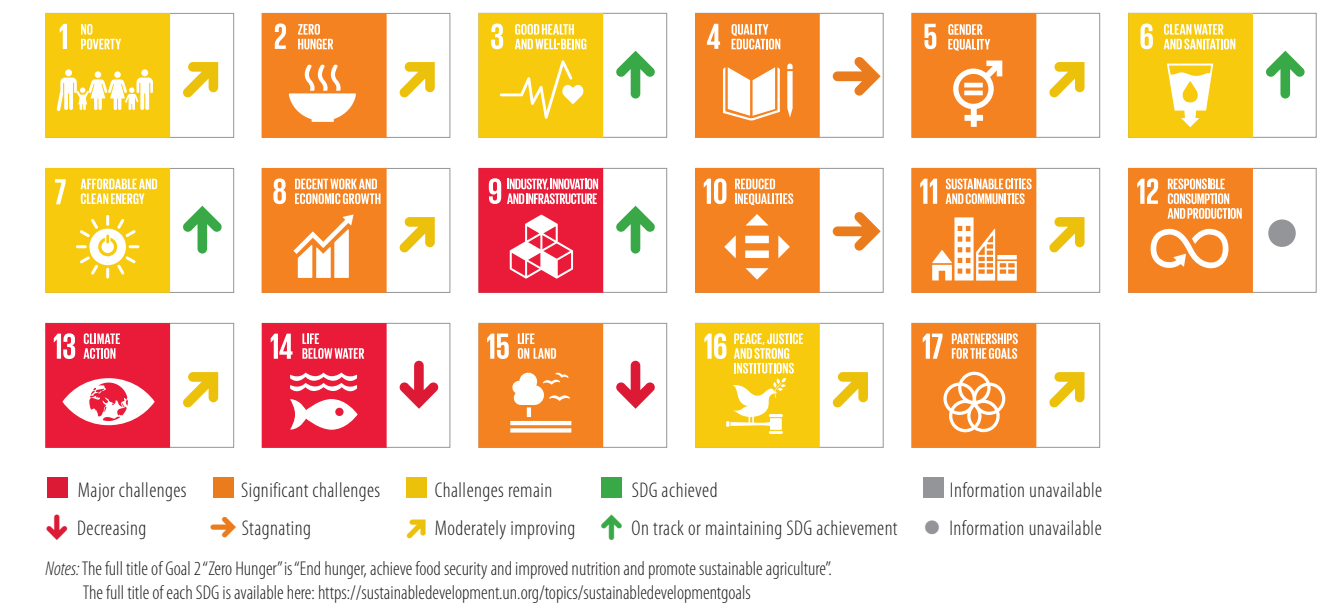 1 NO
POVERTY
2 ZERO
HUNGER
3 GOOD HEALTH
AND WELL-BEING
4 QUALITY
EDUCATION
5 GENDER
EQUALITY
6 CLEAN WATER
AND SANITATION
7 AFFORDABLE AND
CLEAN ENERGY
8 DECENT WORK AND
ECONOMIC GROWTH
9 INDUSTRY, INNOVATION
AND INFRASTRUCTURE
10 REDUCED
INEQUALITIES
11 SUSTAINABLE CITIES
AND COMMUNITIES
12 RESPONSIBLE
CONSUMPTION
AND PRODUCTION
13 CLIMATE
ACTION
14 LIFE
BELOW WATER
15 LIFE
ON LAND
16 PEACE, JUSTICE
AND STRONG
INSTITUTIONS
17 PARTNERSHIPS
FOR THE GOALS
Major challenges Significant challenges Challenges remain SDG achieved Information unavailable
Decreasing Stagnating Moderately improving On track or maintaining SDG achievement Information unavailable
Notes: The full title of Goal 2 “Zero Hunger” is “End hunger, achieve food security and improved nutrition and promote sustainable agriculture”.
The full title of each SDG is available here: https://sustainabledevelopment.un.org/topics/sustainabledevelopmentgoals